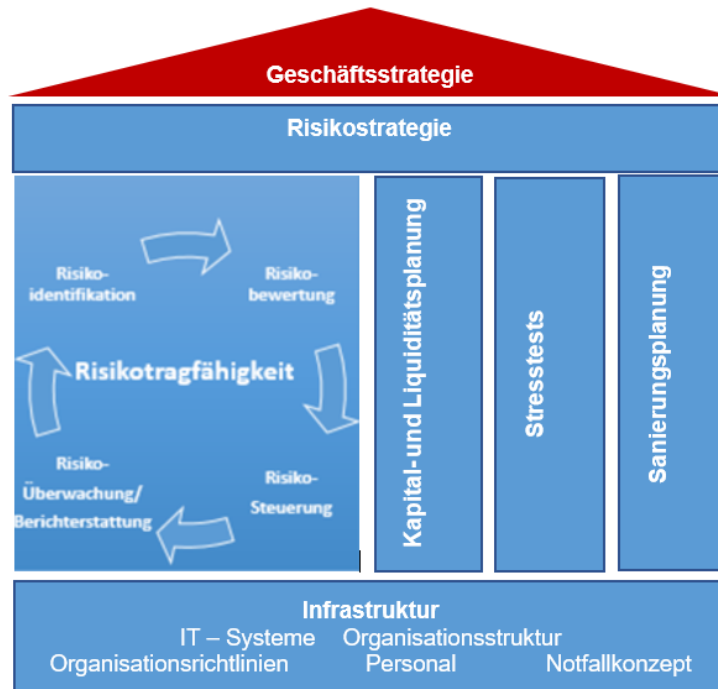 Geschäftsstrategie
Risikostrategie
Risiko-
identifikation
Risiko-
bewertung
Risikotragfähigkeit
Risiko-
Überwachung/
Berichterstattung
Risiko-
Steuerung
Kapital-und Liquiditätsplanung
Stresstests
Sanierungsplanung
Infrastruktur
IT – Systeme Organisationsstruktur
Organisationsrichtlinien Personal Notfallkonzept